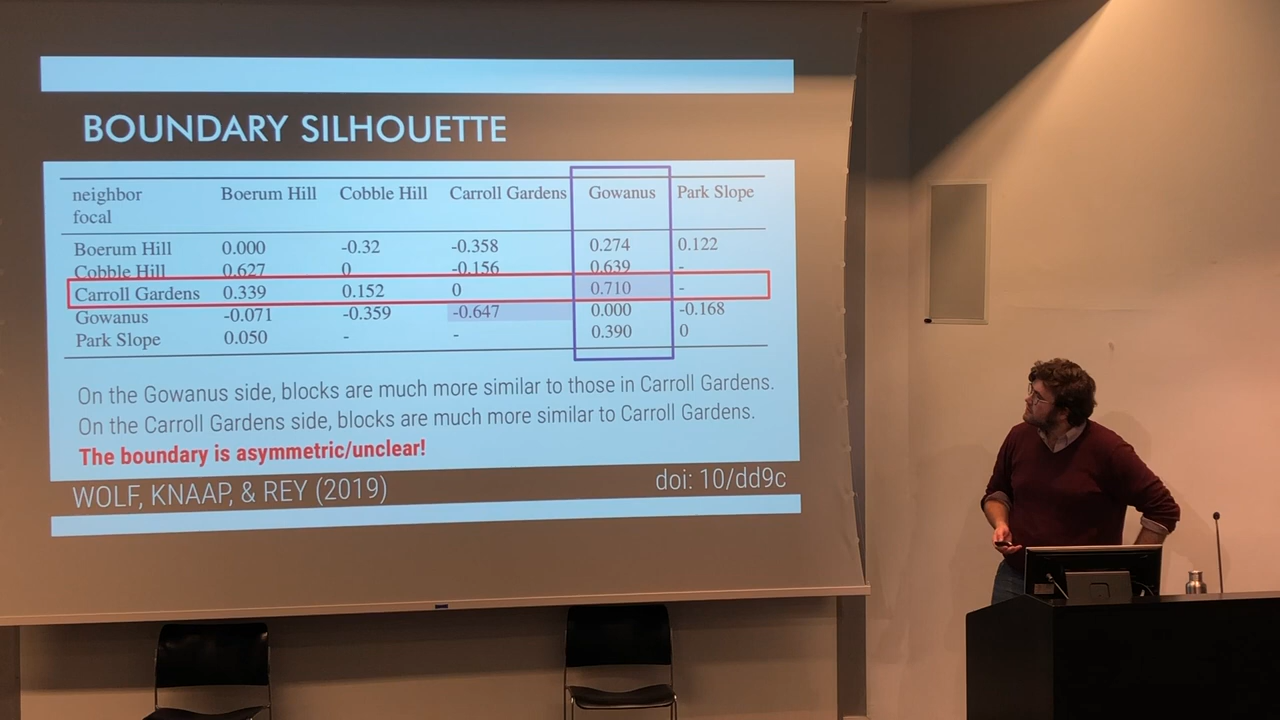 BOUNDARY SILHOUETTE
neighbor Boerum Hill Cobble Hill Carroll Gardens Gowanus Park Slope
focal
Boerum Hill 0.000 -0.32 -0.358 0.274 0.122
Cobble Hill 0.627 0 -0.156 0.639 -
Carroll Gardens 0.339 0.152 0 0.710 -
Gowanus -0.071 -0.359 -0.647 0.000 -0.168
Park Slope 0.050 - - 0.390 0
On the Gowanus side, blocks are much more similar to those in Carroll Gardens.
On the Carroll Gardens side, blocks are much more similar to Carroll Gardens.
The boundary is asymmetric/unclear!
WOLF, KNAAP, & REY (2019) doi: 10/dd9c